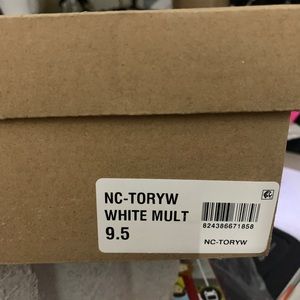 NC-TORYW
WHITE MULT
9.5
824386671858
NC-TORYW